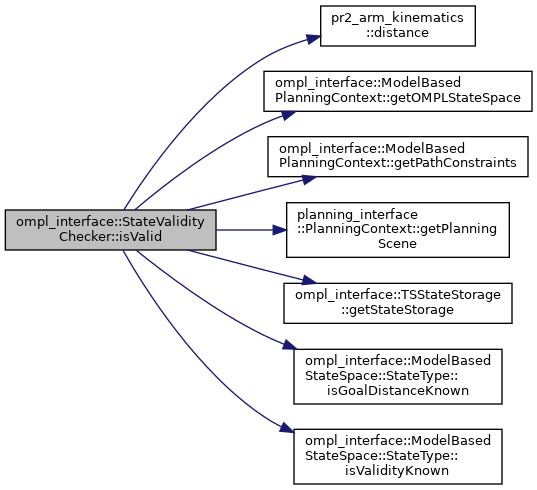 ompl_interface::StateValidity
Checker::isValid
pr2_arm_kinematics
::distance
ompl_interface::ModelBased
PlanningContext::getOMPLStateSpace
ompl_interface::ModelBased
PlanningContext::getPathConstraints
planning_interface
::PlanningContext::getPlanning
Scene
ompl_interface::TSStateStorage
::getStateStorage
ompl_interface::ModelBased
StateSpace::StateType::
isGoalDistanceKnown
ompl_interface::ModelBased
StateSpace::StateType::
isValidityKnown